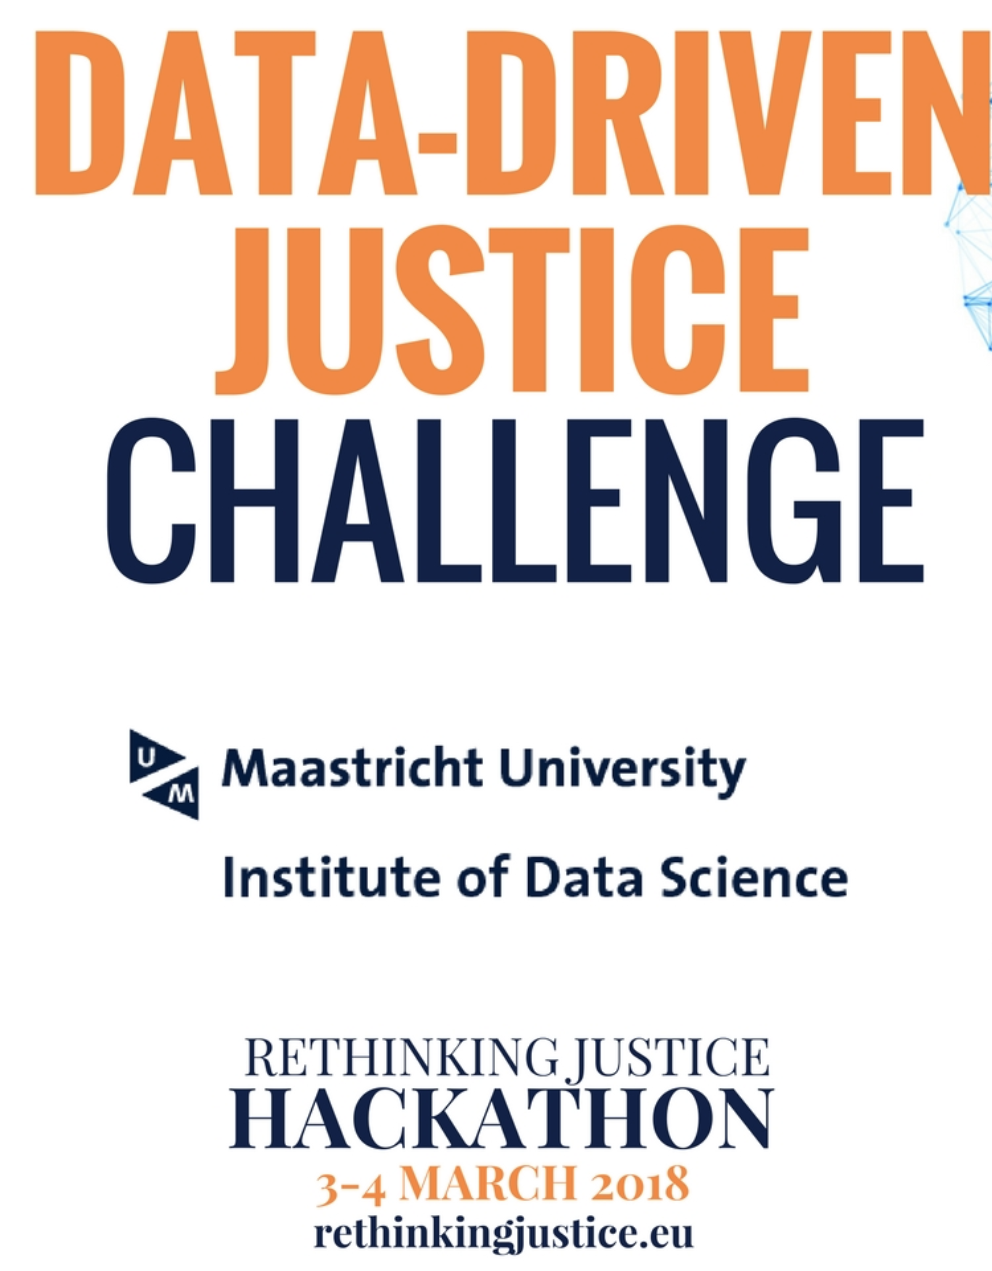 DATA-DRIVEN
JUSTICE
CHALLENGE
U
M
Maastricht University
Institute of Data Science
RETHINKING JUSTICE
HACKATHON
3-4 MARCH 2018
rethinkingjustice.eu